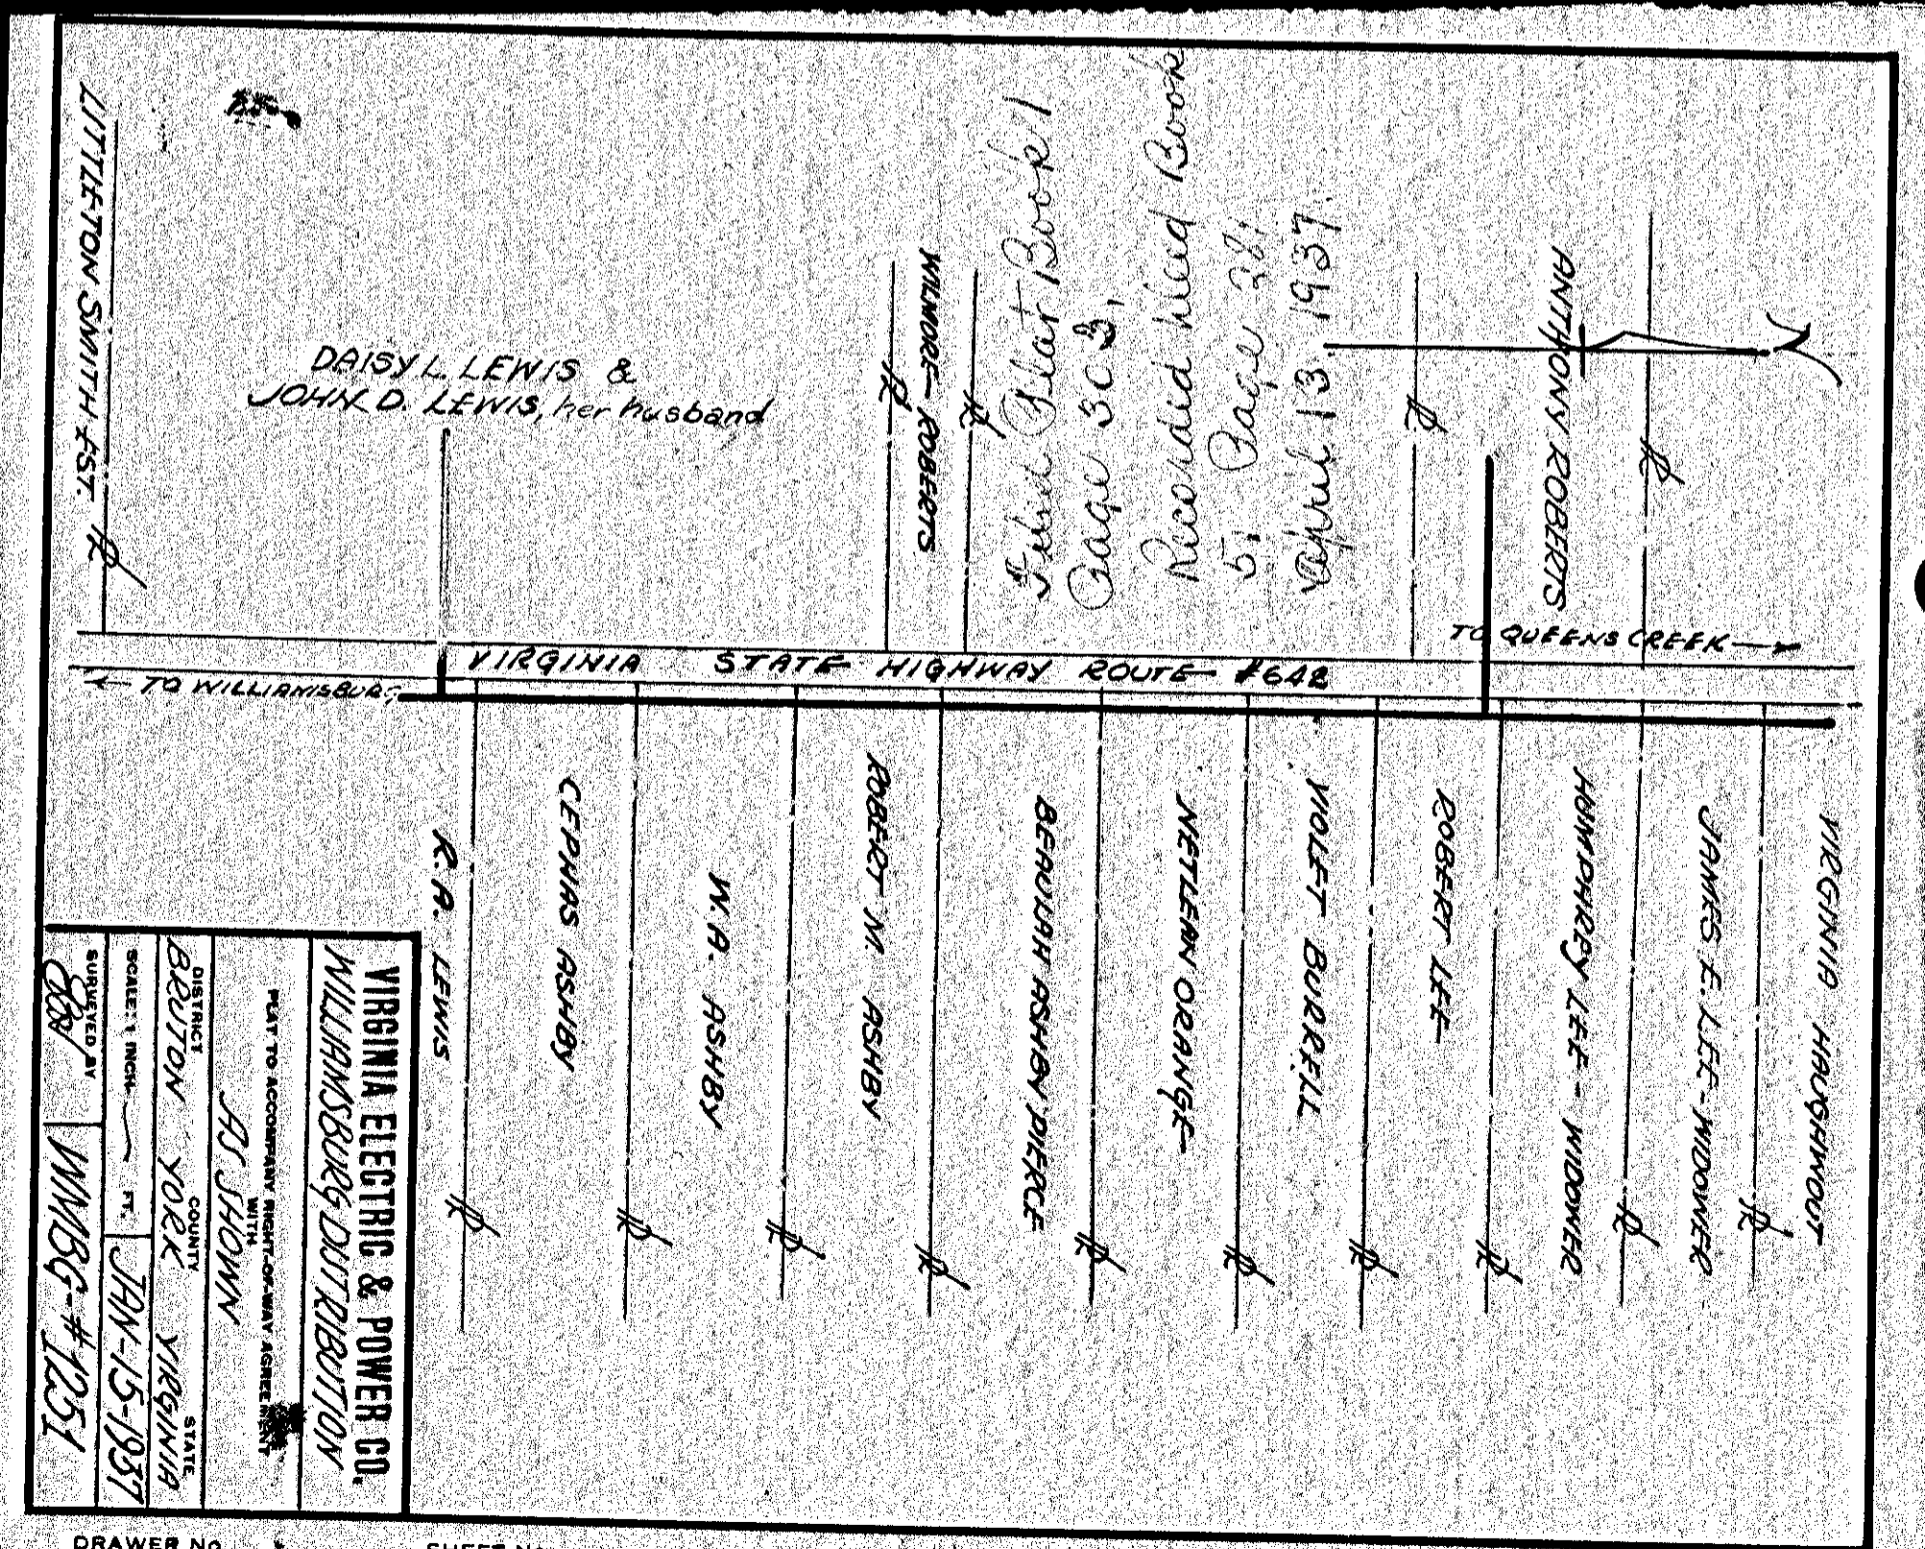 LITTLETON SMITH EST.
DAISY L. LEWIS &
JOHN D. LEWIS, her husband
WILMORE ROBERTS
Filed Plat Book 1
Page 303,
Recorded Deed Book
5, Page 28,
April 13, 1937.
ANTHONY ROBERTS
TO QUEENS CREEK
VIRGINIA STATE HIGHWAY ROUTE #642
TO WILLIAMSBURG
R. A. LEWIS
CEPHAS ASHBY
W. A. ASHBY
ROBERT N. ASHBY
BEAULAH ASHBY PIERCE
NETLEAN ORANGE
VIOLET BURRELL
ROBERT LEE
HUMPHREY LEE - WIDOWER
JAMES E. LEE - WIDOWER
VIRGINIA HAUGHWOUT
VIRGINIA ELECTRIC & POWER CO.
WILLIAMSBURG DISTRIBUTION
PLAT TO ACCOMPANY RIGHT-OF-WAY AGREEMENT
WITH
AS SHOWN
DISTRICT COUNTY STATE
BRUTON YORK VIRGINIA
SCALE: 1 INCH FT. JAN-15-1937
SURVEYED BY
WMBG-#1251
DRAWER NO. SHEET NO.